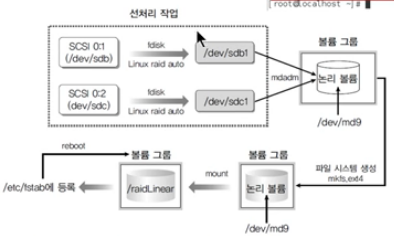 [root@localhost ~]#
선처리 작업
SCSI 0:1
(/dev/sdb)
fdisk
Linux raid auto
/dev/sdb1
SCSI 0:2
(/dev/sdc)
fdisk
Linux raid auto
/dev/sdc1
mdadm
볼륨 그룹
논리 볼륨
/dev/md9
파일 시스템 생성
mkfs.ext4
볼륨 그룹
논리 볼륨
/dev/md9
mount
볼륨 그룹
/raidLinear
reboot
/etc/fstab에 등록